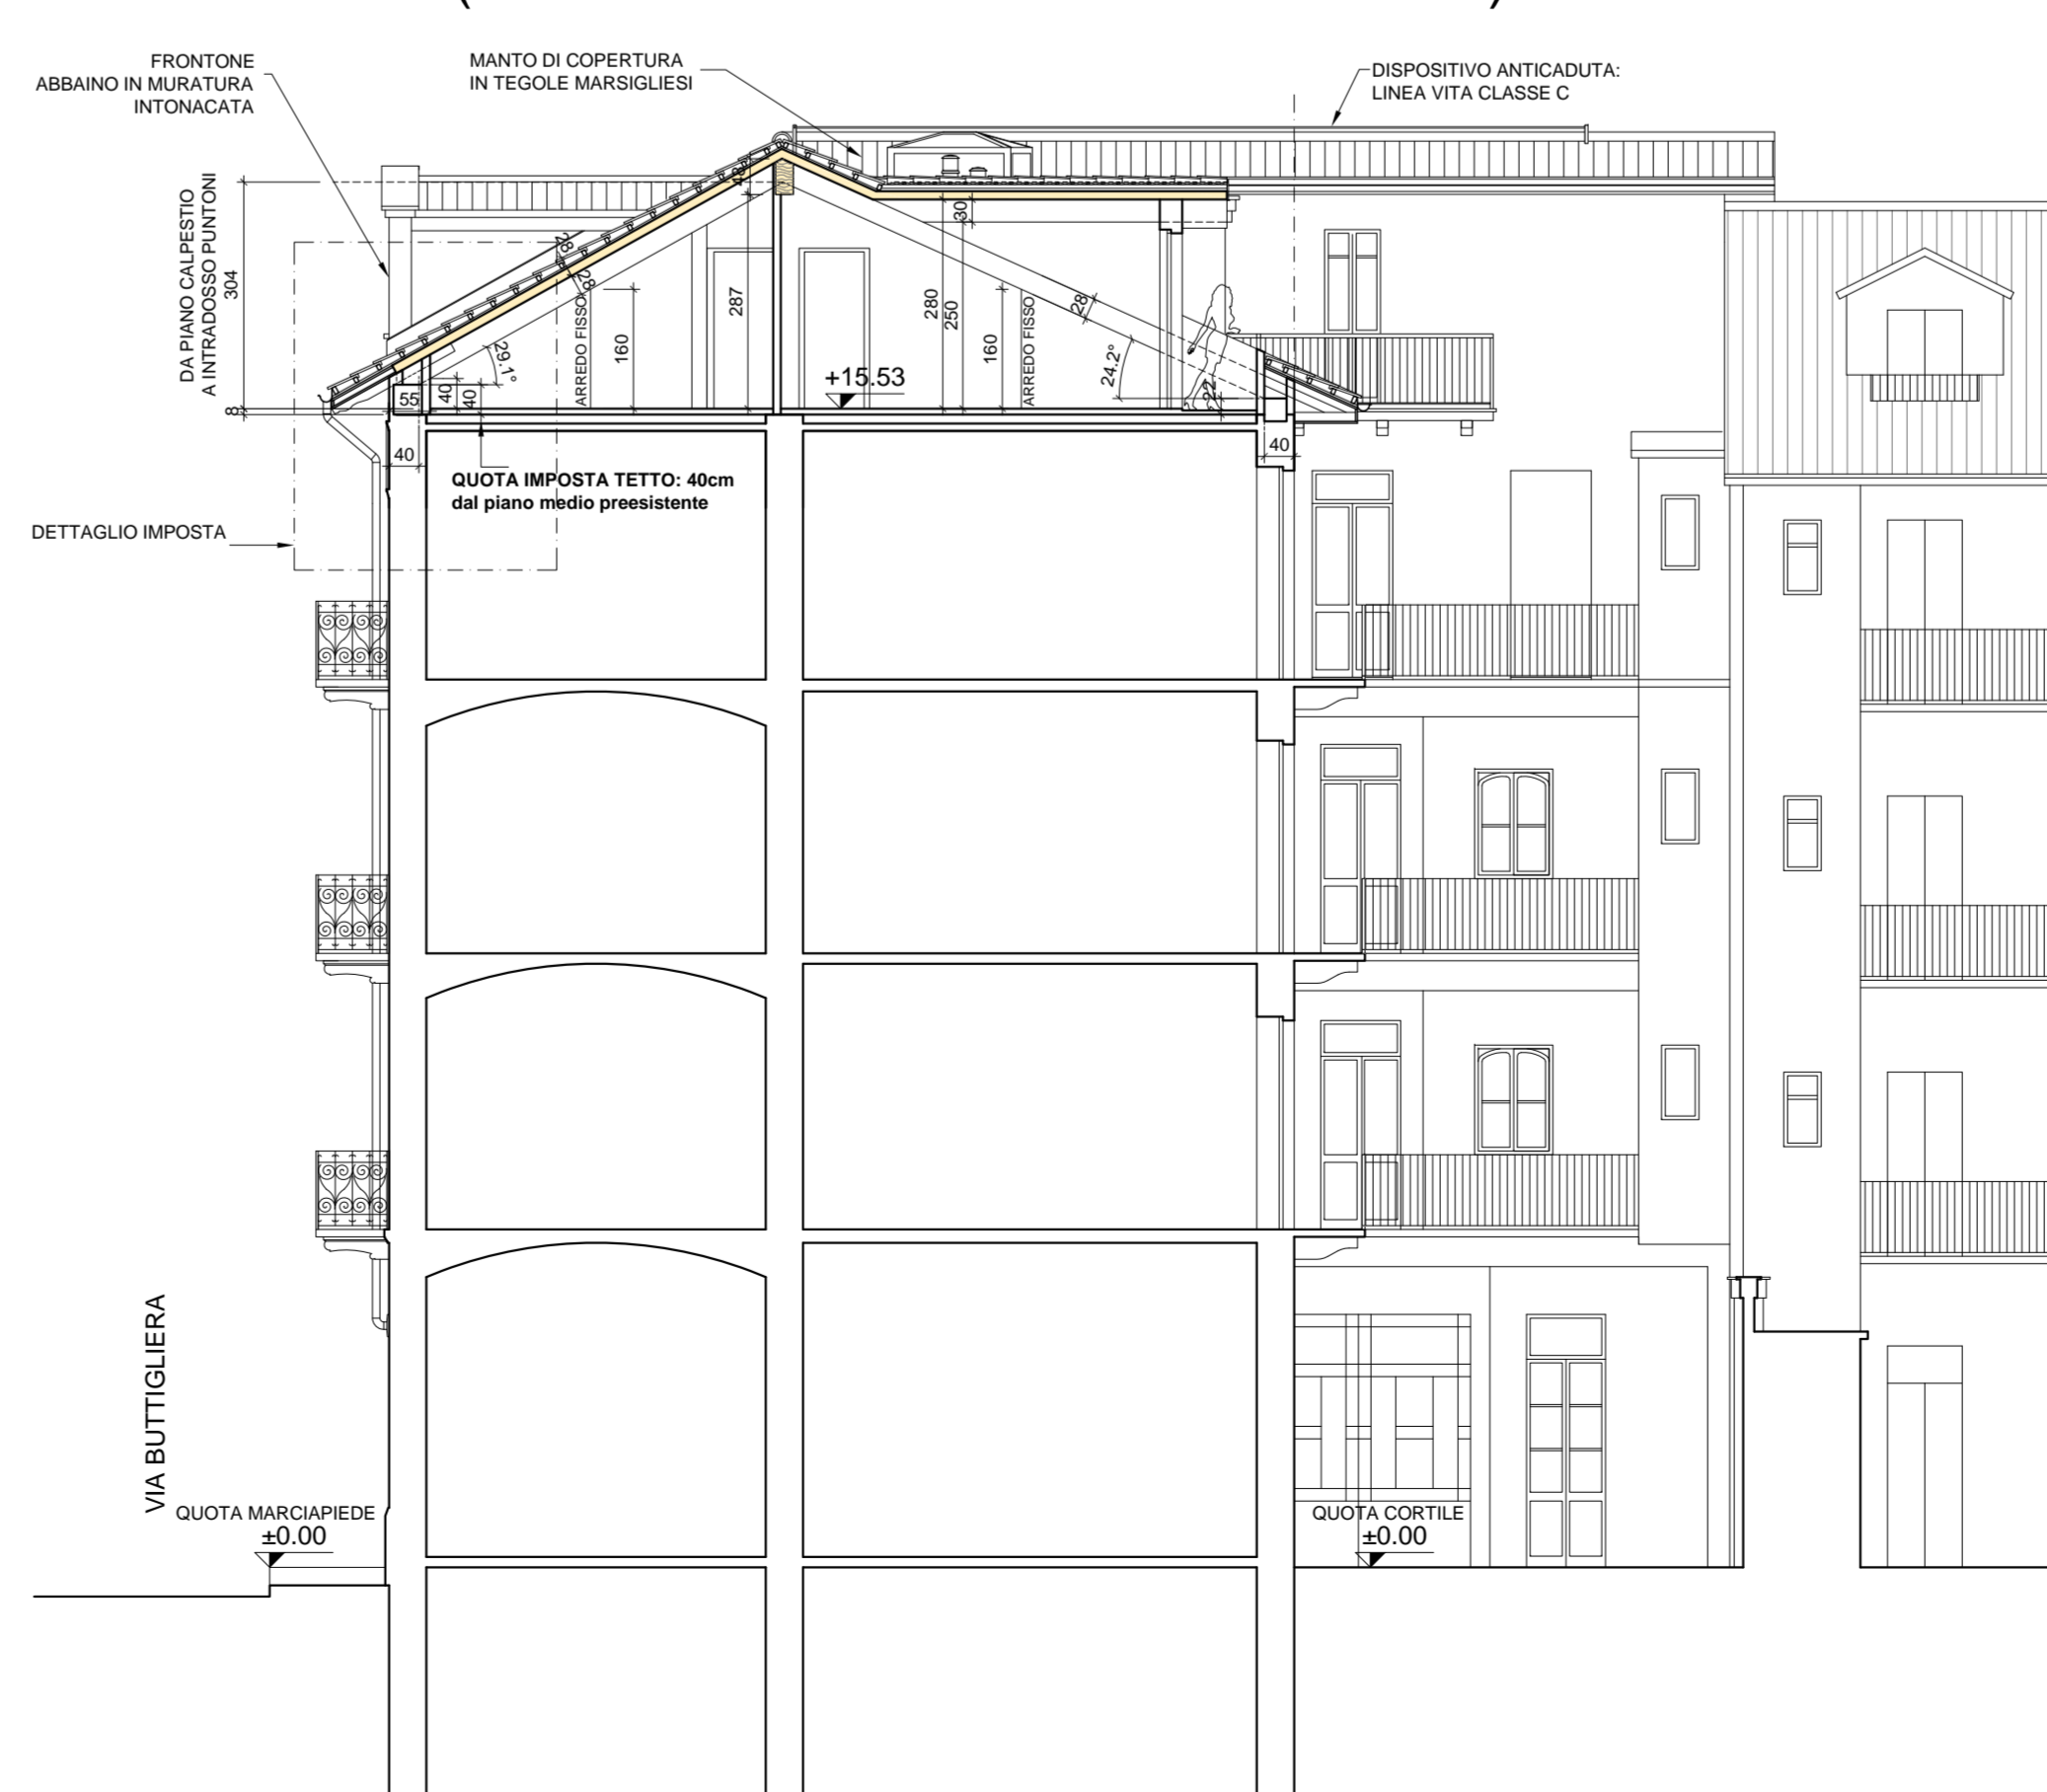 FRONTONE
ABBAINO IN MURATURA
INTONACATA
MANTO DI COPERTURA
IN TEGOLE MARSIGLIESI
DISPOSITIVO ANTICADUTA:
LINEA VITA CLASSE C
DA PIANO CALPESTIO
A INTRADOSSO PUNTONI
304
8
28
28
29.1°
ARREDO FISSO
160
287
280
250
30
160
ARREDO FISSO
28
24.2°
22
+15.53
55
40
40
40
40
QUOTA IMPOSTA TETTO: 40cm
dal piano medio preesistente
DETTAGLIO IMPOSTA
VIA BUTTIGLIERA
QUOTA MARCIAPIEDE
±0.00
QUOTA CORTILE
±0.00